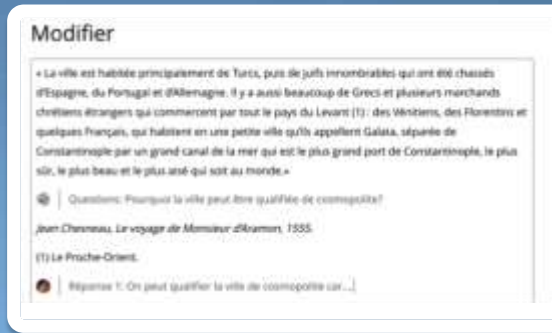 Modifier
« La ville est habitée principalement de Turcs, puis de juifs innombrables qui ont été chassés
d'Espagne, du Portugal et d'Allemagne. Il y a aussi beaucoup de Grecs et plusieurs marchands
chrétiens étrangers qui commercent par tout le pays du Levant (1) : des Vénitiens, des Florentins et
quelques Français, qui habitent en une petite ville qu'ils appellent Galata, séparée de
Constantinople par un grand canal de la mer qui est le plus grand port de Constantinople, le plus
sûr, le plus beau et le plus aisé qui soit au monde.»
Questions: Pourquoi la ville peut être qualifiée de cosmopolite?
Jean Chesneau, Le voyage de Monsieur d'Aramon, 1555.
(1) Le Proche-Orient.
Réponse 1: On peut qualifier la ville de cosmopolite car...